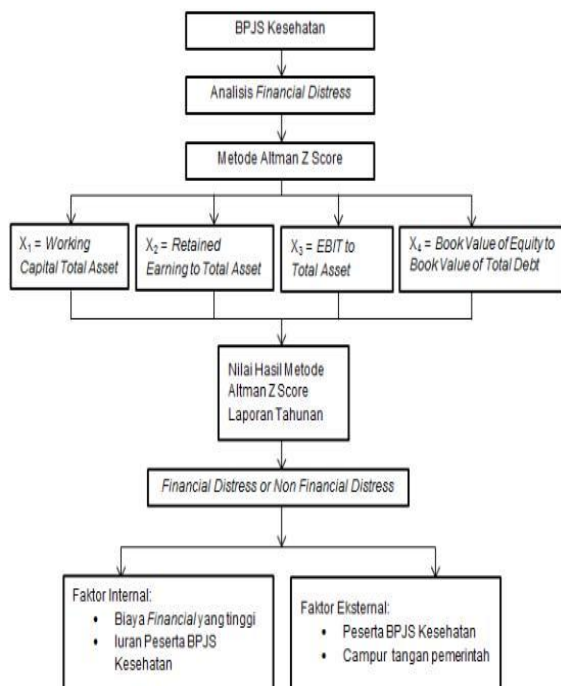 BPJS Kesehatan
Analisis Financial Distress
Metode Altman Z Score
X₁ = Working
Capital Total Asset
X₂ = Retained
Earning to Total Asset
X₃ = EBIT to
Total Asset
X₄ = Book Value of Equity to
Book Value of Total Debt
Nilai Hasil Metode
Altman Z Score
Laporan Tahunan
Financial Distress or Non Financial Distress
Faktor Internal:
• Biaya Financial yang tinggi
• Iuran Peserta BPJS
Kesehatan
Faktor Eksternal:
• Peserta BPJS Kesehatan
• Campur tangan pemerintah